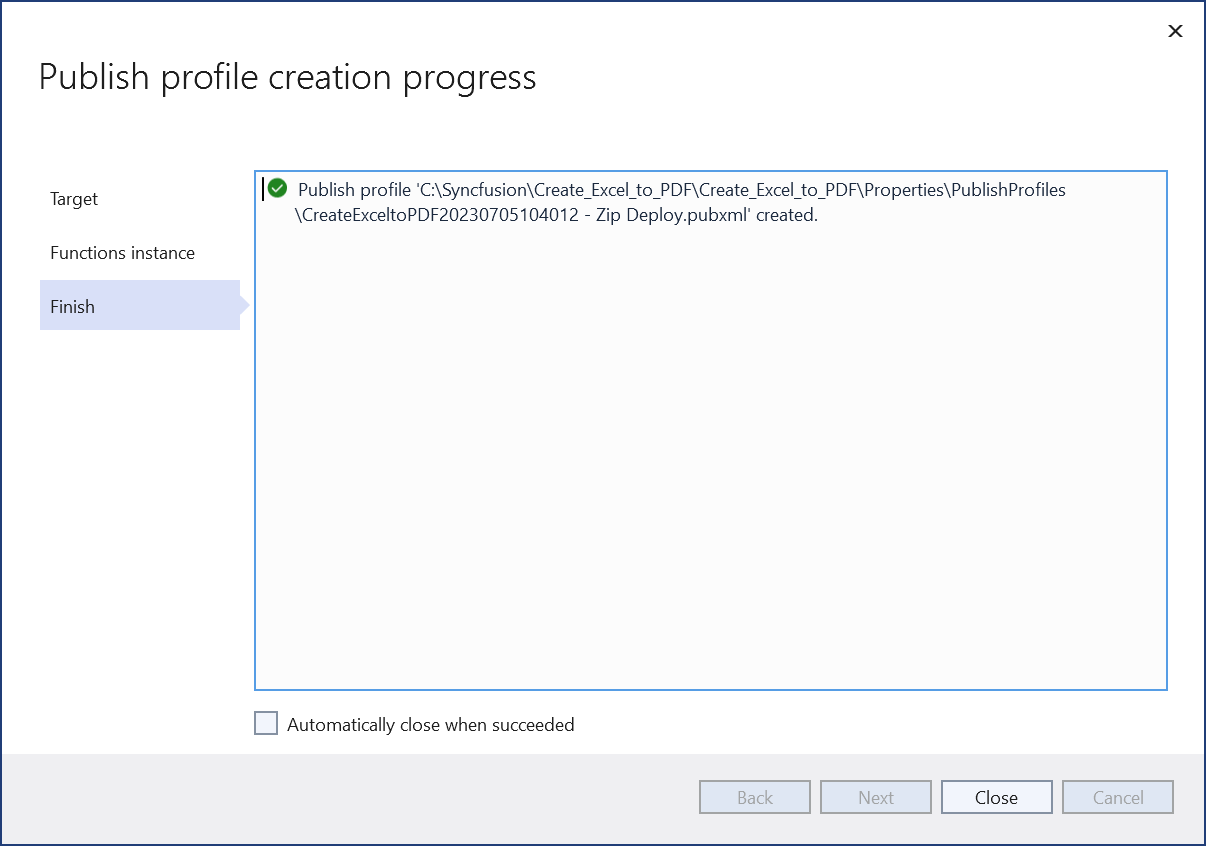 Publish profile creation progress
Target
Functions instance
Finish
Publish profile 'C:\Syncfusion\Create_Excel_to_PDF\Create_Excel_to_PDF\Properties\PublishProfiles
\CreateExceltoPDF20230705104012 - Zip Deploy.pubxml' created.
Automatically close when succeeded
Back
Next
Close
Cancel